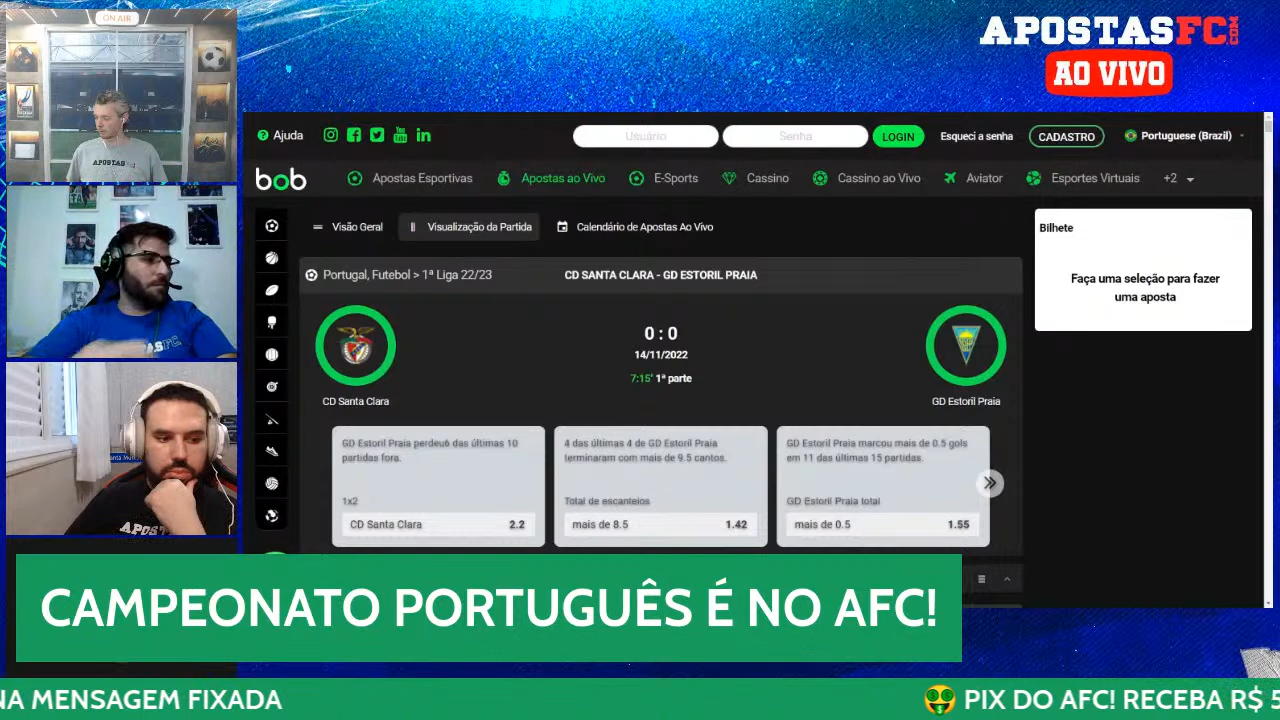 ON AIR
APOSTASFC.COM
AO VIVO
Ajuda
Usuário
Senha
LOGIN
Esqueci a senha
CADASTRO
Portuguese (Brazil)
bob
Apostas Esportivas
Apostas ao Vivo
E-Sports
Cassino
Cassino ao Vivo
Aviator
Esportes Virtuais
+2
Visão Geral
Visualização da Partida
Calendário de Apostas Ao Vivo
Bilhete
Faça uma seleção para fazer
uma aposta
Portugal, Futebol > 1ª Liga 22/23
CD SANTA CLARA - GD ESTORIL PRAIA
0 : 0
14/11/2022
7:15' 1ª parte
CD Santa Clara
GD Estoril Praia
GD Estoril Praia perdeu6 das últimas 10
partidas fora.
1x2
CD Santa Clara 2.2
4 das últimas 4 de GD Estoril Praia
terminaram com mais de 9.5 cantos.
Total de escanteios
mais de 8.5 1.42
GD Estoril Praia marcou mais de 0.5 gols
em 11 das últimas 15 partidas.
GD Estoril Praia total
mais de 0.5 1.55
CAMPEONATO PORTUGUÊS É NO AFC!
NA MENSAGEM FIXADA
PIX DO AFC! RECEBA R$ 5